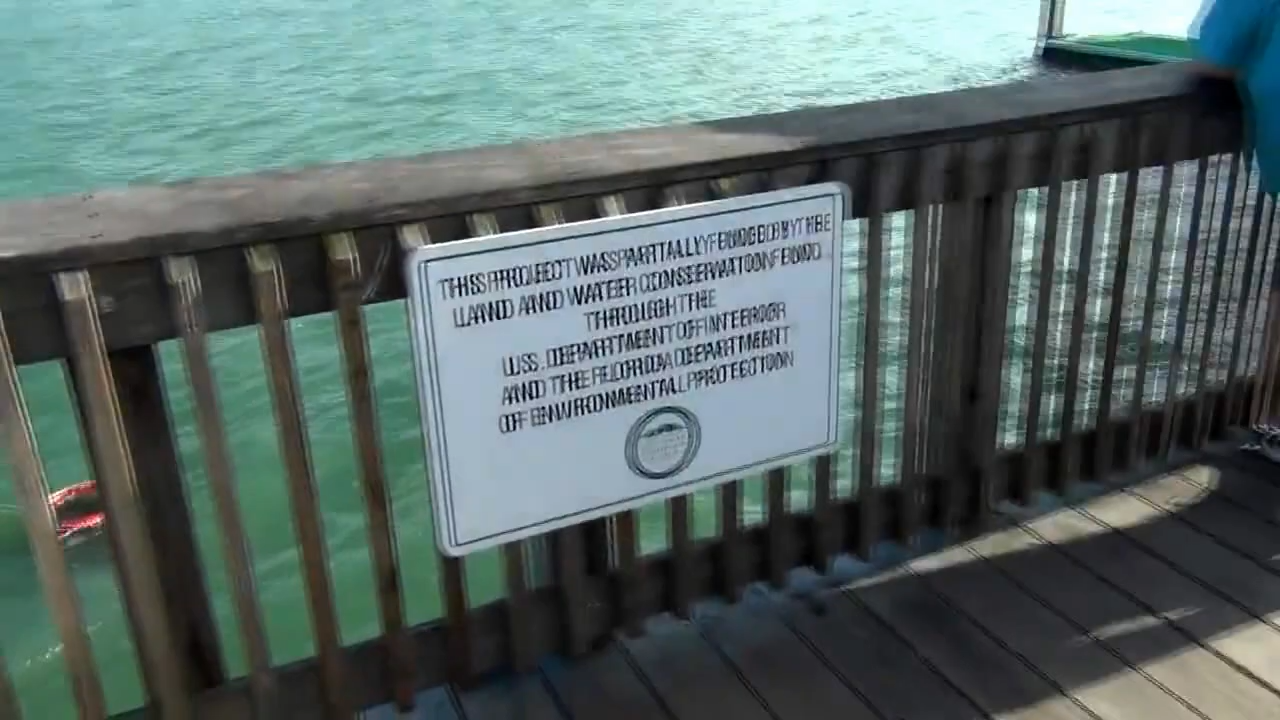 THIS PROJECT WAS PARTIALLY FUNDED BY THE
LAND AND WATER CONSERVATION FUND
THROUGH THE
U.S. DEPARTMENT OF INTERIOR
AND THE FLORIDA DEPARTMENT
OF ENVIRONMENTAL PROTECTION